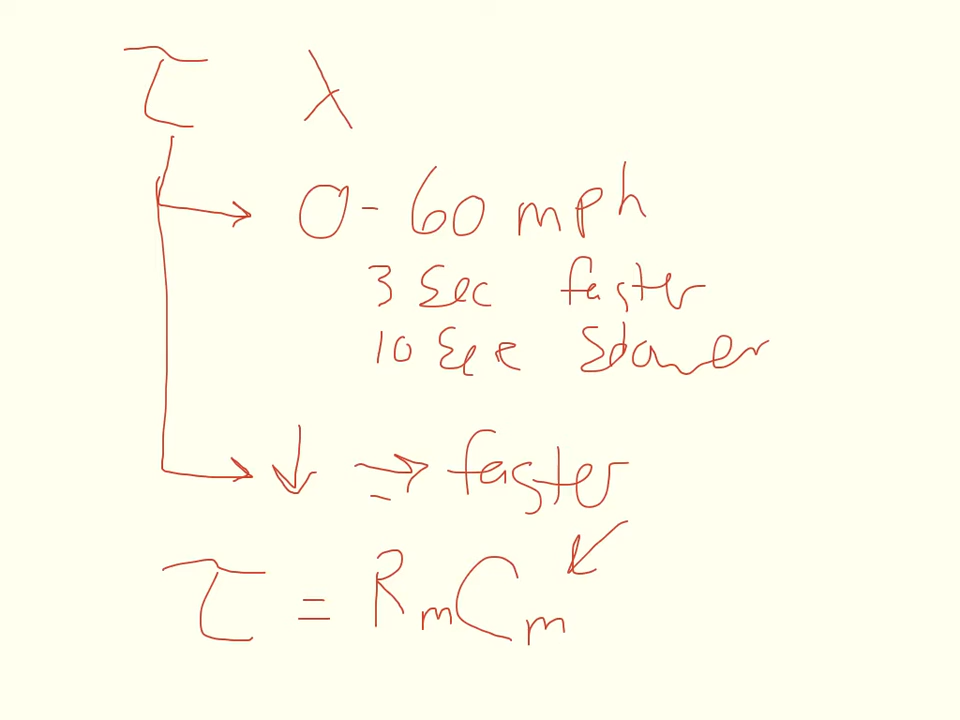 τ λ
0-60 mph
3 Sec faster
10 Sec Slower
↓ ⇒ faster
τ = RmCm